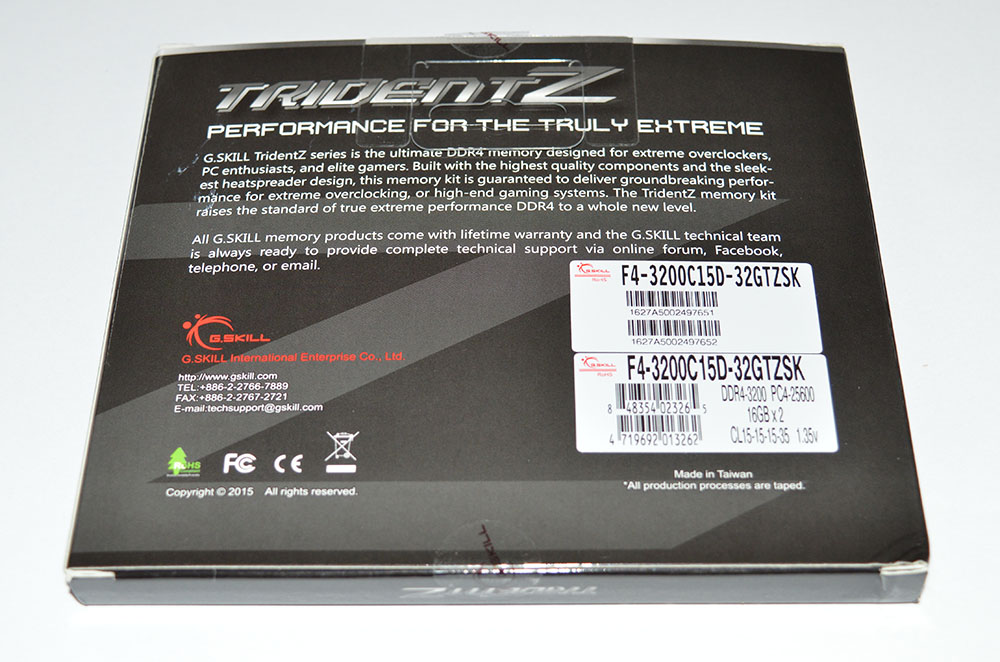 G.SKILL
TRIDENTZ
PERFORMANCE FOR THE TRULY EXTREME
G.SKILL TridentZ series is the ultimate DDR4 memory designed for extreme overclockers,
PC enthusiasts, and elite gamers. Built with the highest quality components and the sleek-
est heatspreader design, this memory kit is guaranteed to deliver groundbreaking perfor-
mance for extreme overclocking, or high-end gaming systems. The TridentZ memory kit
raises the standard of true extreme performance DDR4 to a whole new level.
All G.SKILL memory products come with lifetime warranty and the G.SKILL technical team
is always ready to provide complete technical support via online forum, Facebook,
telephone, or email.
G.SKILL
RoHS
F4-3200C15D-32GTZSK
1627A5002497651
1627A5002497652
G.SKILL
RoHS
F4-3200C15D-32GTZSK
DDR4-3200 PC4-25600
8 48354 02326 5
16GB x 2
4 719692 013262
CL15-15-15-35 1.35v
G.SKILL
G.SKILL International Enterprise Co., Ltd.
http://www.gskill.com
TEL:+886-2-2766-7889
FAX:+886-2-2767-2721
E-mail:techsupport@gskill.com
RoHS
FC CE
Copyright © 2015 All rights reserved.
Made in Taiwan
*All production processes are taped.
G.SKILL
TRIDENTZ